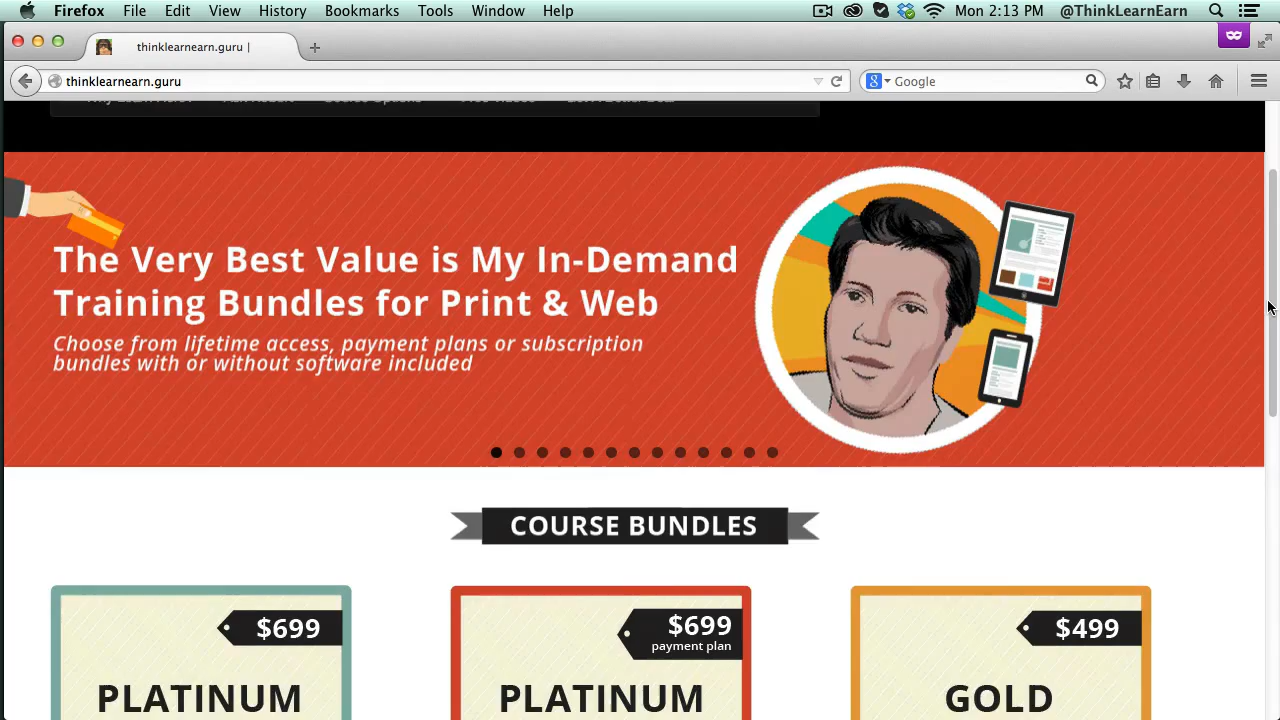 Firefox File Edit View History Bookmarks Tools Window Help Mon 2:13 PM @ThinkLearnEarn
thinklearnearn.guru |
thinklearnearn.guru
Google
The Very Best Value is My In-Demand
Training Bundles for Print & Web
Choose from lifetime access, payment plans or subscription
bundles with or without software included
COURSE BUNDLES
$699
$699
payment plan
$499
PLATINUM
PLATINUM
GOLD